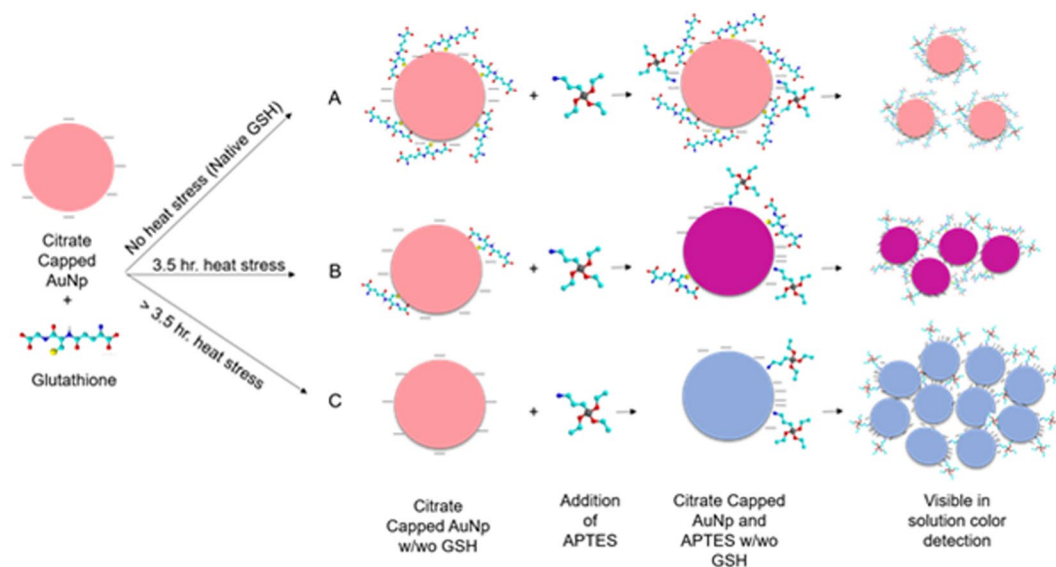 Citrate
Capped
AuNp
+
Glutathione
No heat stress (Native GSH)
3.5 hr. heat stress
> 3.5 hr. heat stress
A
+
B
+
C
+
Citrate
Capped AuNp
w/wo GSH
Addition
of
APTES
Citrate Capped
AuNp and
APTES w/wo
GSH
Visible in
solution color
detection